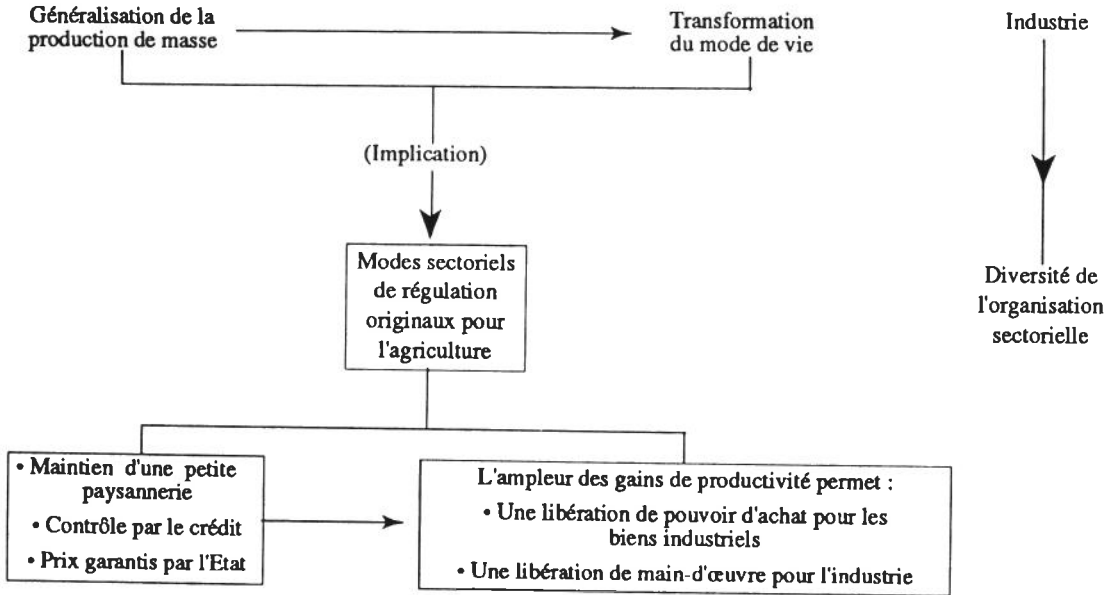 Généralisation de la
production de masse
Transformation
du mode de vie
Industrie
(Implication)
Modes sectoriels
de régulation
originaux pour
l'agriculture
Diversité de
l'organisation
sectorielle
• Maintien d'une petite
paysannerie
• Contrôle par le crédit
• Prix garantis par l'Etat
L'ampleur des gains de productivité permet :
• Une libération de pouvoir d'achat pour les
biens industriels
• Une libération de main-d'œuvre pour l'industrie